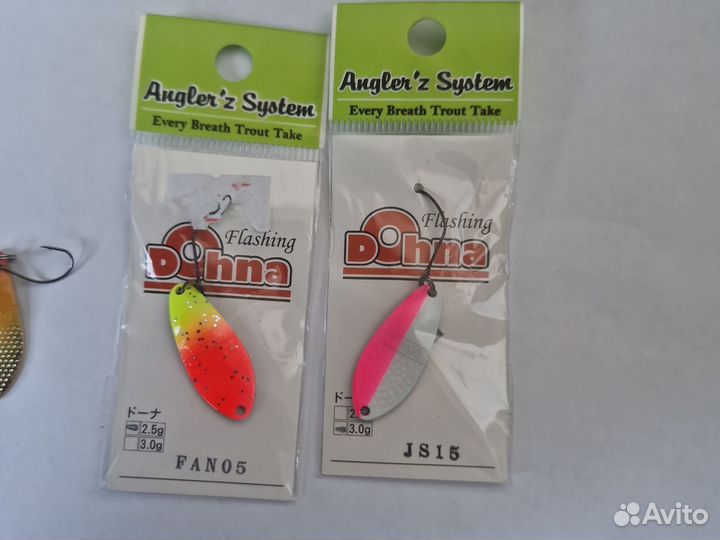 Angler'z System
Every Breath Trout Take
Flashing
Dohna
ドーナ
2.5g
3.0g
FAN05
Angler'z System
Every Breath Trout Take
Flashing
Dohna
3.0g
JS15
Avito